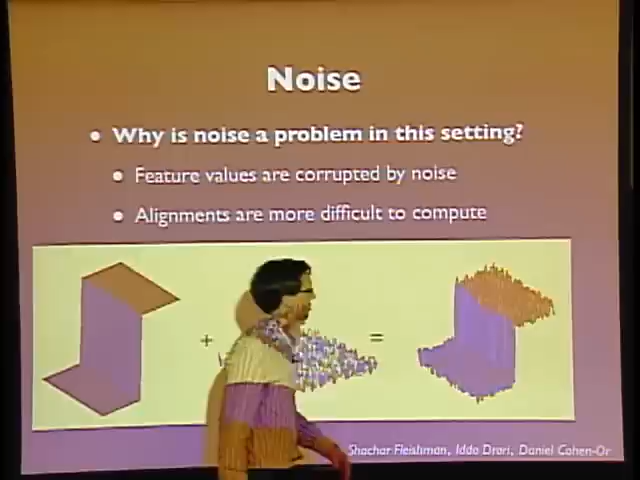 Noise
• Why is noise a problem in this setting?
• Feature values are corrupted by noise
• Alignments are more difficult to compute
+ =
Shachar Fleishman, Iddo Drori, Daniel Cohen-Or